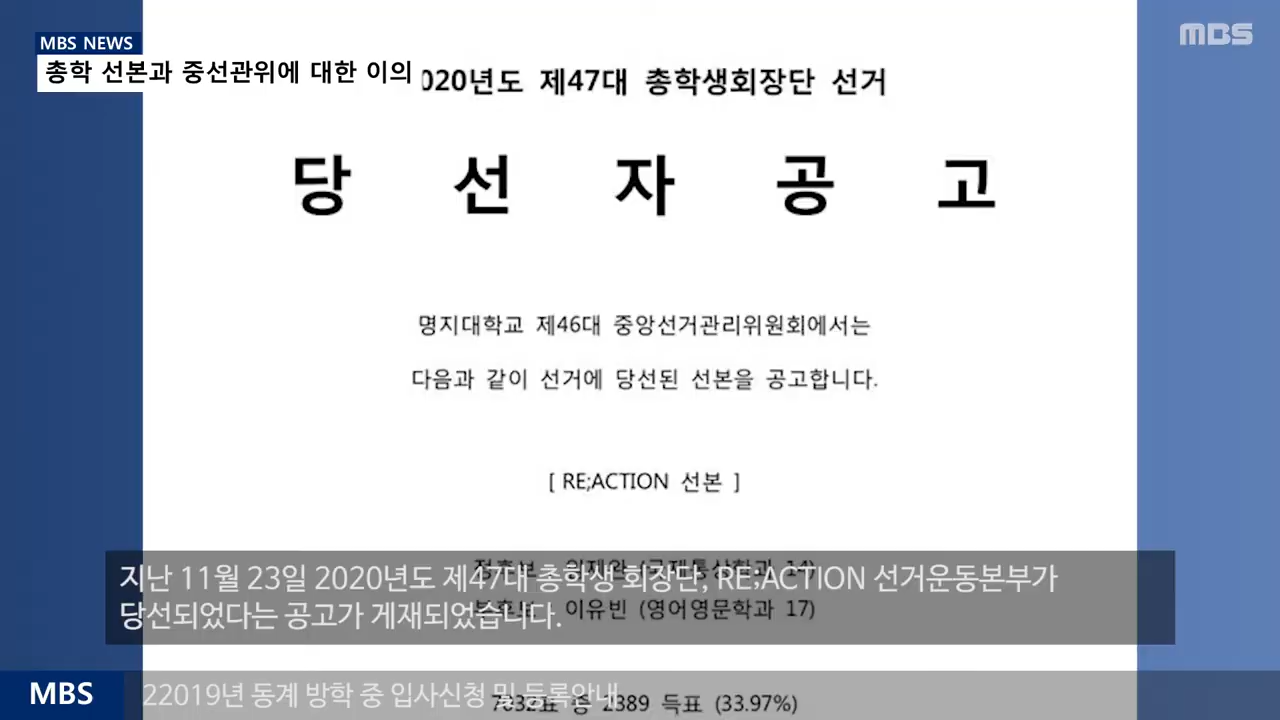 MBS NEWS
총학 선본과 중선관위에 대한 이의
MBS
020년도 제47대 총학생회장단 선거
당 선 자 공 고
명지대학교 제46대 중앙선거관리위원회에서는
다음과 같이 선거에 당선된 선본을 공고합니다.
[ RE;ACTION 선본 ]
지난 11월 23일 2020년도 제47대 총학생 회장단, RE;ACTION 선거운동본부가
당선되었다는 공고가 게재되었습니다.
이유빈 (영어영문학과 17)
7032표 중 2389 득표 (33.97%)
MBS
22019년 동계 방학 중 입사신청 및 등록안내